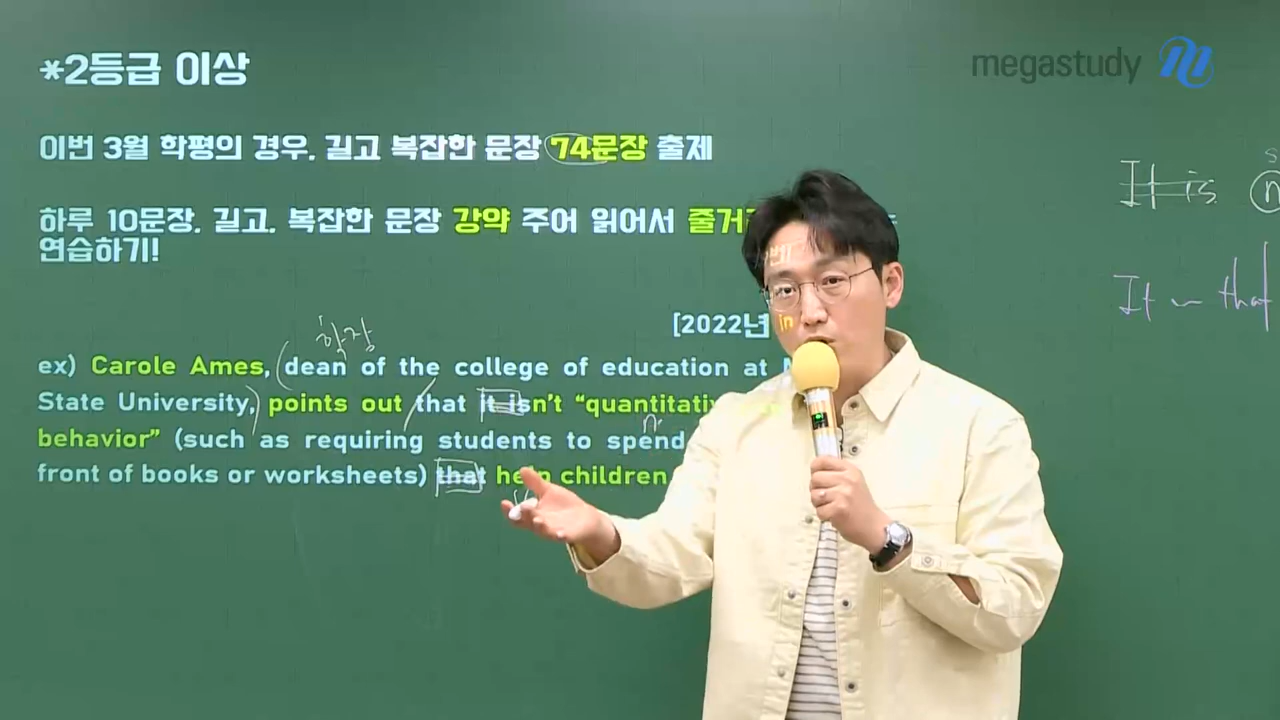 megastudy
*2등급 이상
이번 3월 학평의 경우, 길고 복잡한 문장 74문장 출제
하루 10문장, 길고, 복잡한 문장 강약 주어 읽어서
연습하기!
[2022년
학장
ex) Carole Ames, (dean of the college of education at
State University,) points out / that it isn't
behavior" (such as requiring students to spend
front of books or worksheets) that help children
It is
It ~ that